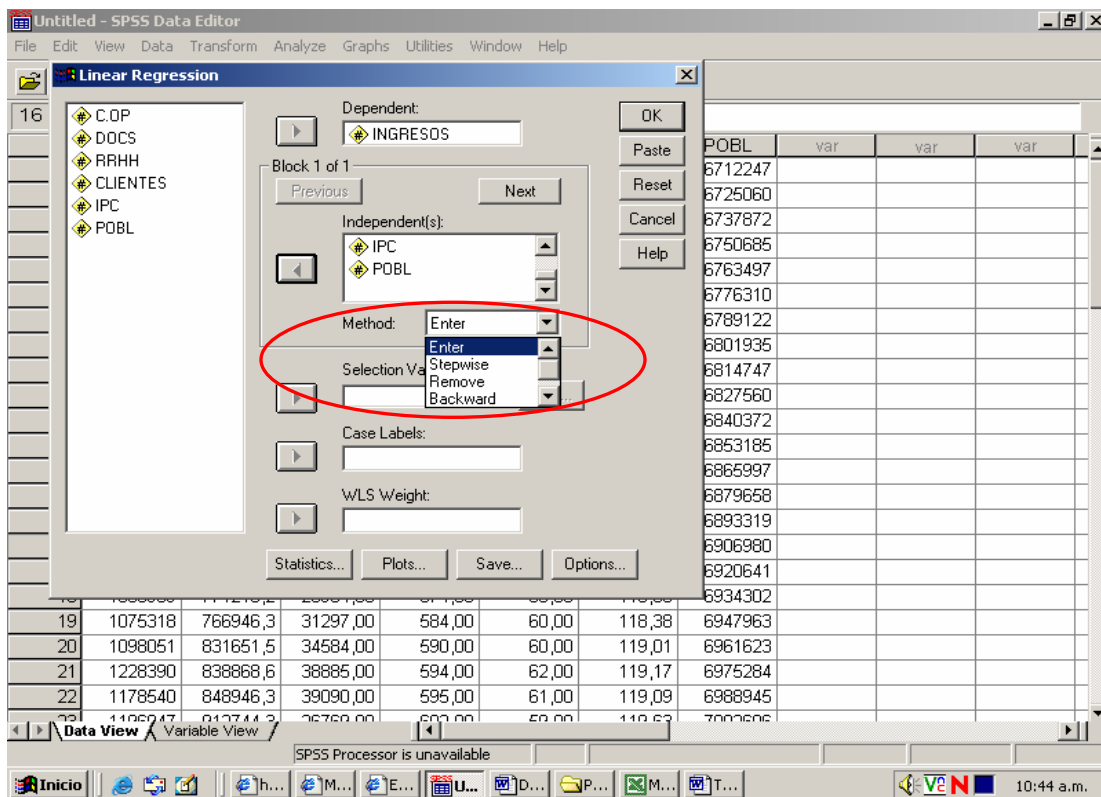 Untitled - SPSS Data Editor
File Edit View Data Transform Analyze Graphs Utilities Window Help
Linear Regression
16
C.OP
DOCS
RRHH
CLIENTES
IPC
POBL
Dependent:
INGRESOS
Block 1 of 1
Previous Next
Independent(s):
IPC
POBL
Method: Enter
Enter
Stepwise
Remove
Backward
Selection Va
Case Labels:
WLS Weight:
Statistics... Plots... Save... Options...
OK
Paste
Reset
Cancel
Help
POBL var var var
6712247
6725060
6737872
6750685
6763497
6776310
6789122
6801935
6814747
6827560
6840372
6853185
6865997
6879658
6893319
6906980
6920641
6934302
19 1075318 766946,3 31297,00 584,00 60,00 118,38 6947963
20 1098051 831651,5 34584,00 590,00 60,00 119,01 6961623
21 1228390 838868,6 38885,00 594,00 62,00 119,17 6975284
22 1178540 848946,3 39090,00 595,00 61,00 119,09 6988945
Data View Variable View
SPSS Processor is unavailable
Inicio h... M... E... U... D... P... M... T... 10:44 a.m.